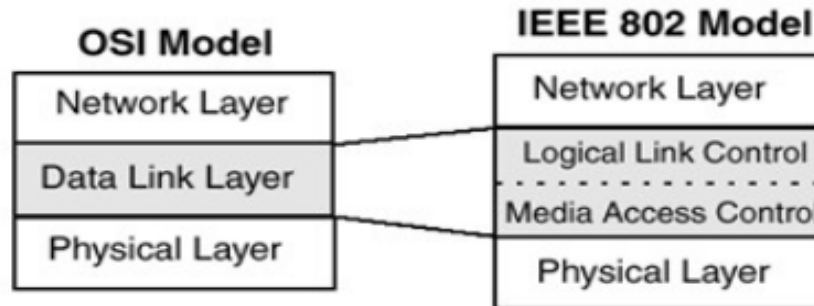 OSI Model
Network Layer
Data Link Layer
Physical Layer
IEEE 802 Model
Network Layer
Logical Link Control
Media Access Control
Physical Layer